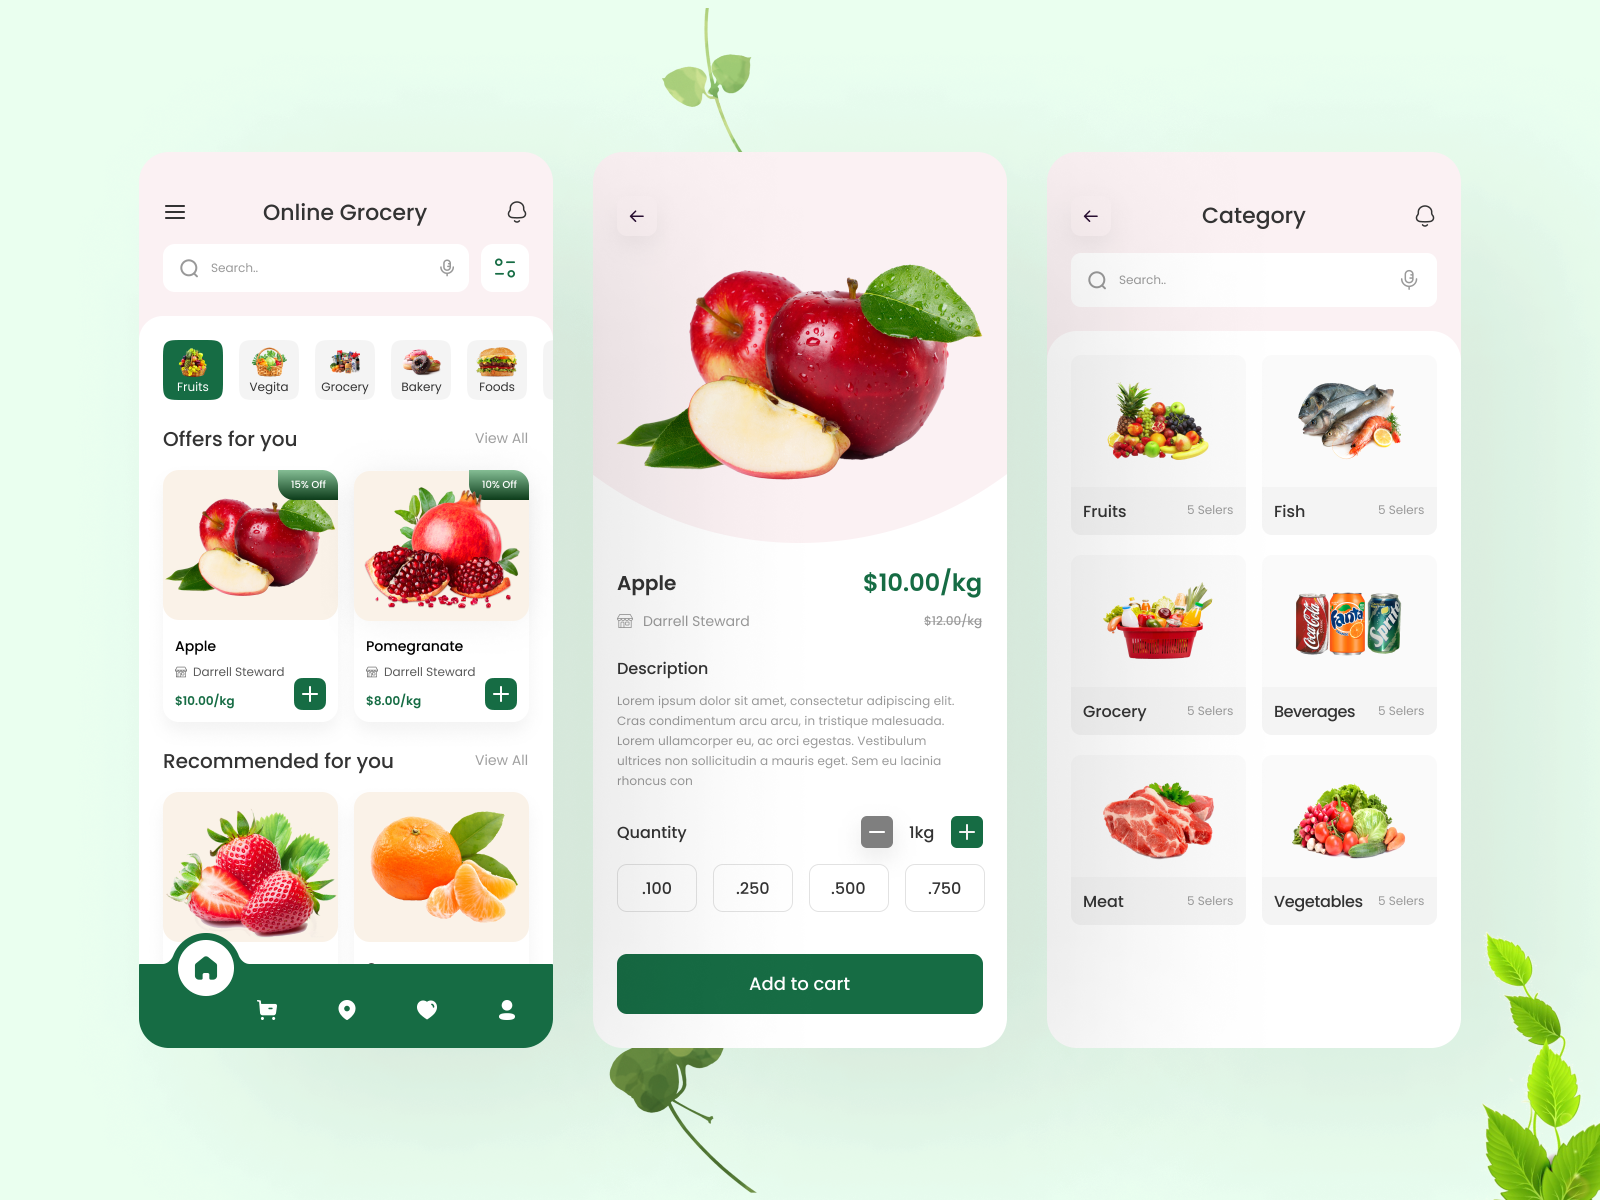 Online Grocery
Search..
Fruits
Vegita
Grocery
Bakery
Foods
Offers for you
View All
15% Off
10% Off
Apple
Darrell Steward
$10.00/kg
Pomegranate
Darrell Steward
$8.00/kg
Recommended for you
View All
Apple
$10.00/kg
Darrell Steward
$12.00/kg
Description
Lorem ipsum dolor sit amet, consectetur adipiscing elit.
Cras condimentum arcu arcu, in tristique malesuada.
Lorem ullamcorper eu, ac orci egestas. Vestibulum
ultrices non sollicitudin a mauris eget. Sem eu lacinia
rhoncus con
Quantity
1kg
.100
.250
.500
.750
Add to cart
Category
Search..
Fruits
5 Selers
Fish
5 Selers
Grocery
5 Selers
Coca-Cola
Fanta
Sprite
Beverages
5 Selers
Meat
5 Selers
Vegetables
5 Selers